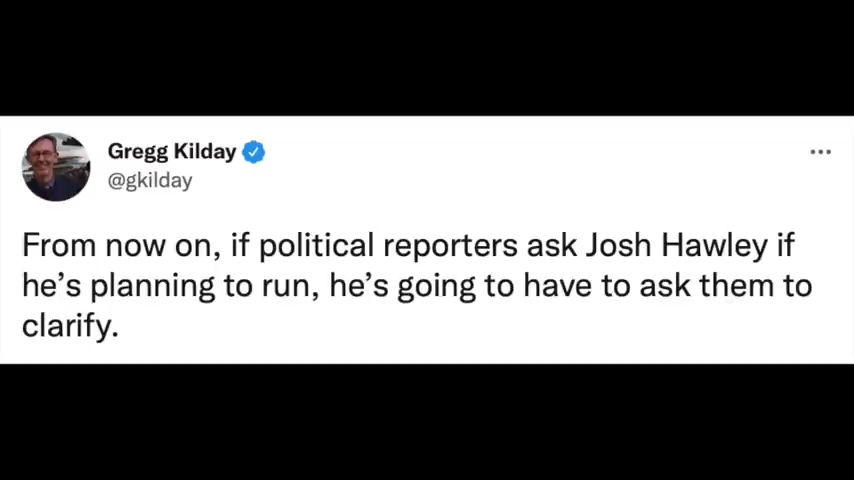 Gregg Kilday
@gkilday
From now on, if political reporters ask Josh Hawley if
he’s planning to run, he’s going to have to ask them to
clarify.